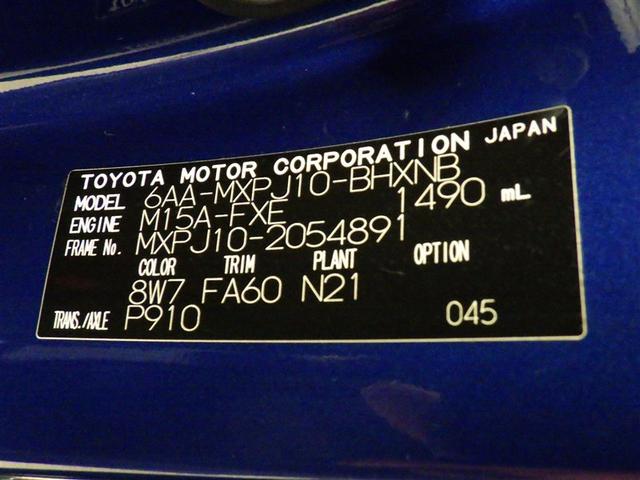 TOYOTA MOTOR CORPORATION JAPAN
MODEL 6AA-MXPJ10-BHXNB
ENGINE M15A-FXE 1490 mL
FRAME No. MXPJ10-2054891
COLOR TRIM PLANT OPTION
8W7 FA60 N21
TRANS./AXLE P910 045